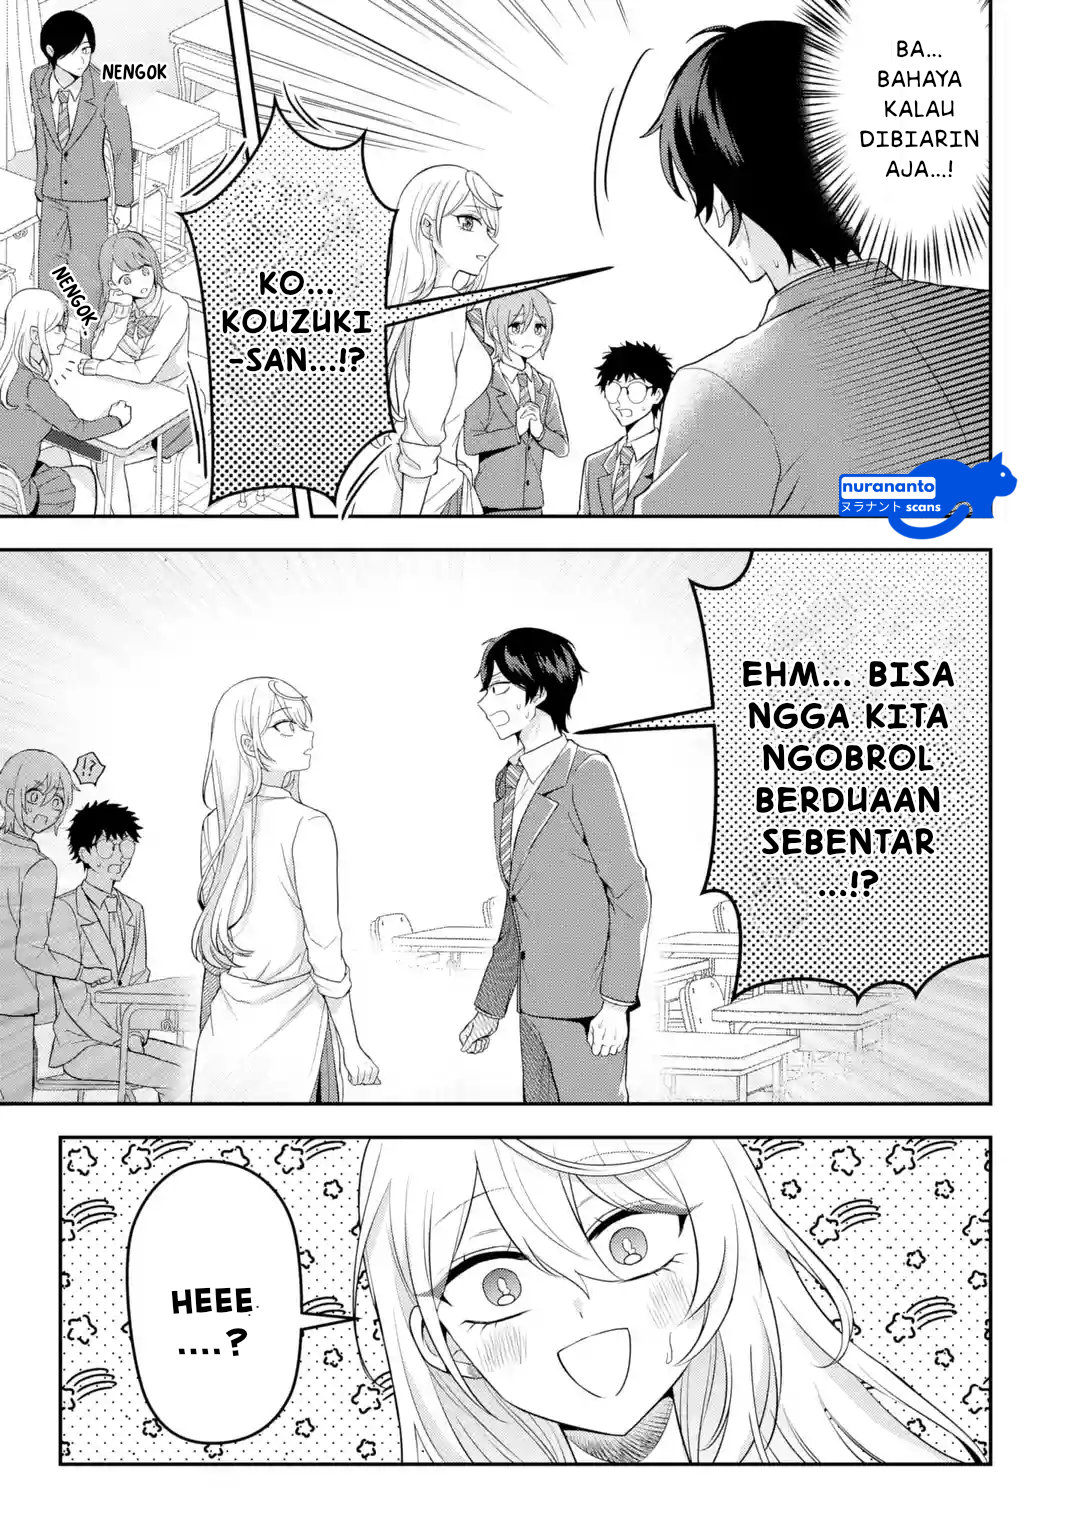 BA...
BAHAYA
KALAU
DIBIARIN
AJA...!
KO...
KOUZUKI
-SAN...!?
NENGOK
NENGOK
nurananto
ヌラナント scans
EHM... BISA
NGGA KITA
NGOBROL
BERDUAAN
SEBENTAR
...!?
!?
HEEE
....?